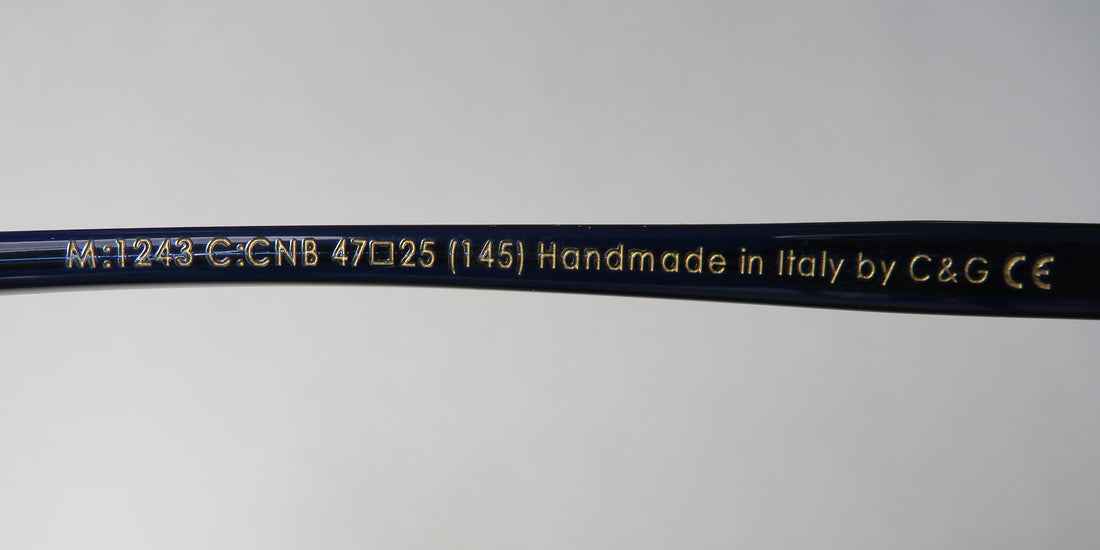 M:1243 C:CNB 47□25 (145) Handmade in Italy by C&G CE